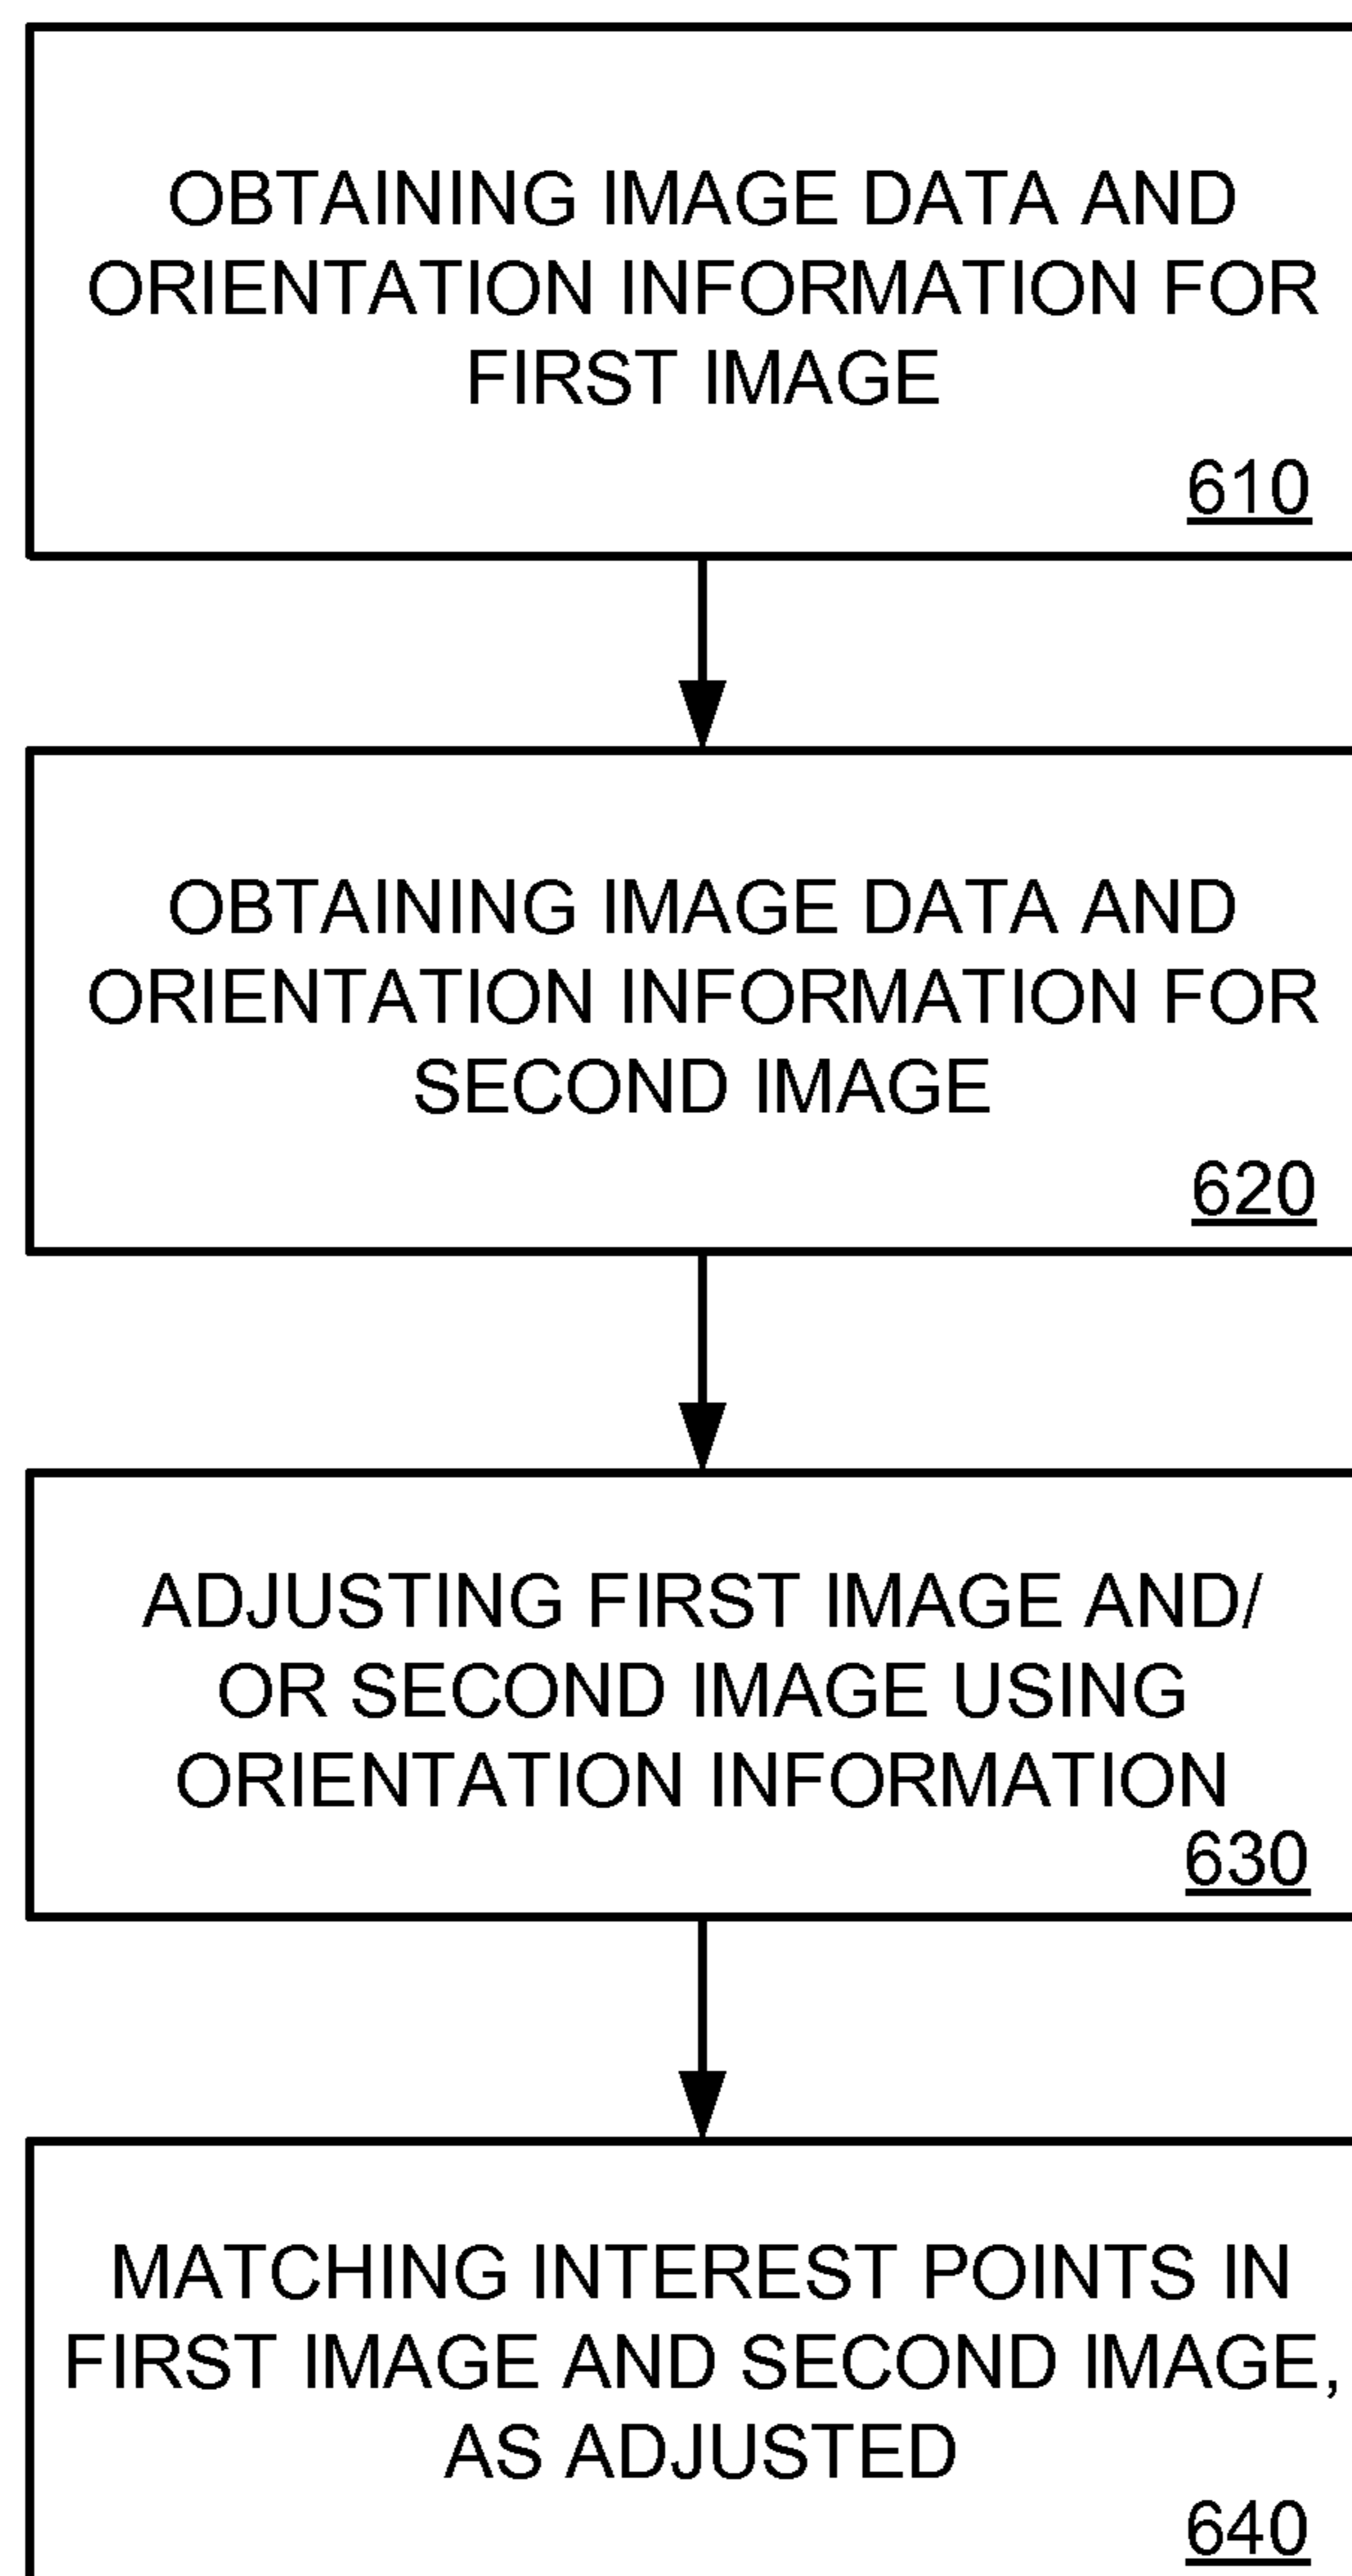 OBTAINING IMAGE DATA AND
ORIENTATION INFORMATION FOR
FIRST IMAGE
610
OBTAINING IMAGE DATA AND
ORIENTATION INFORMATION FOR
SECOND IMAGE
620
ADJUSTING FIRST IMAGE AND/
OR SECOND IMAGE USING
ORIENTATION INFORMATION
630
MATCHING INTEREST POINTS IN
FIRST IMAGE AND SECOND IMAGE,
AS ADJUSTED
640